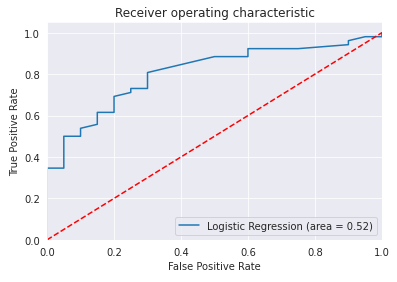 Receiver operating characteristic
True Positive Rate
1.0
0.8
0.6
0.4
0.2
0.0
Logistic Regression (area = 0.52)
0.0 0.2 0.4 0.6 0.8 1.0
False Positive Rate